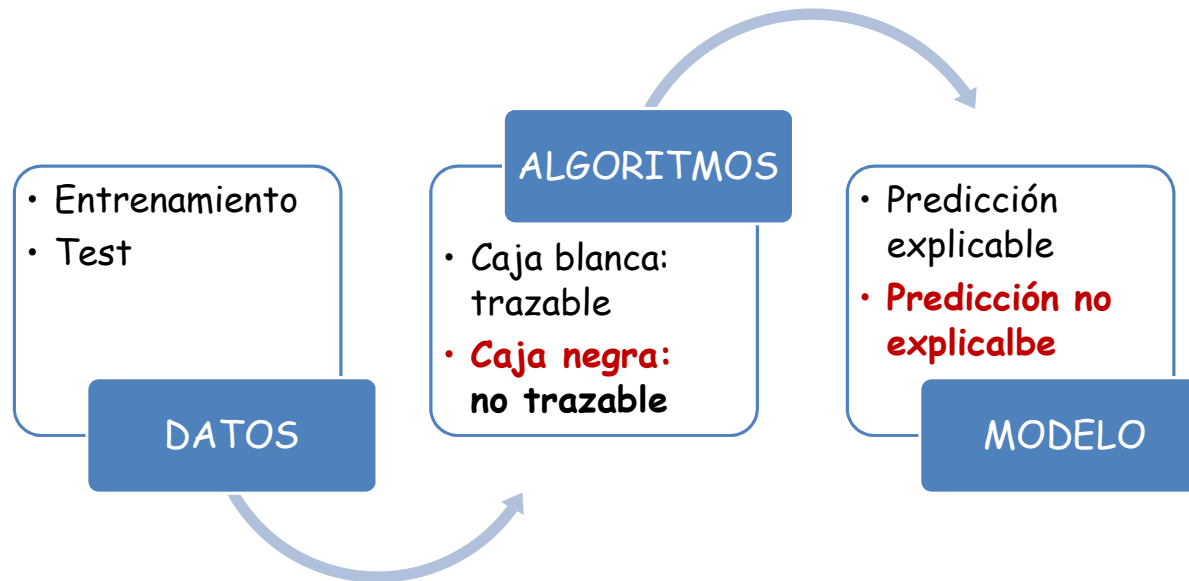 • Entrenamiento
• Test
DATOS
ALGORITMOS
• Caja blanca:
trazable
• Caja negra:
no trazable
• Predicción
explicable
• Predicción no
explicalbe
MODELO